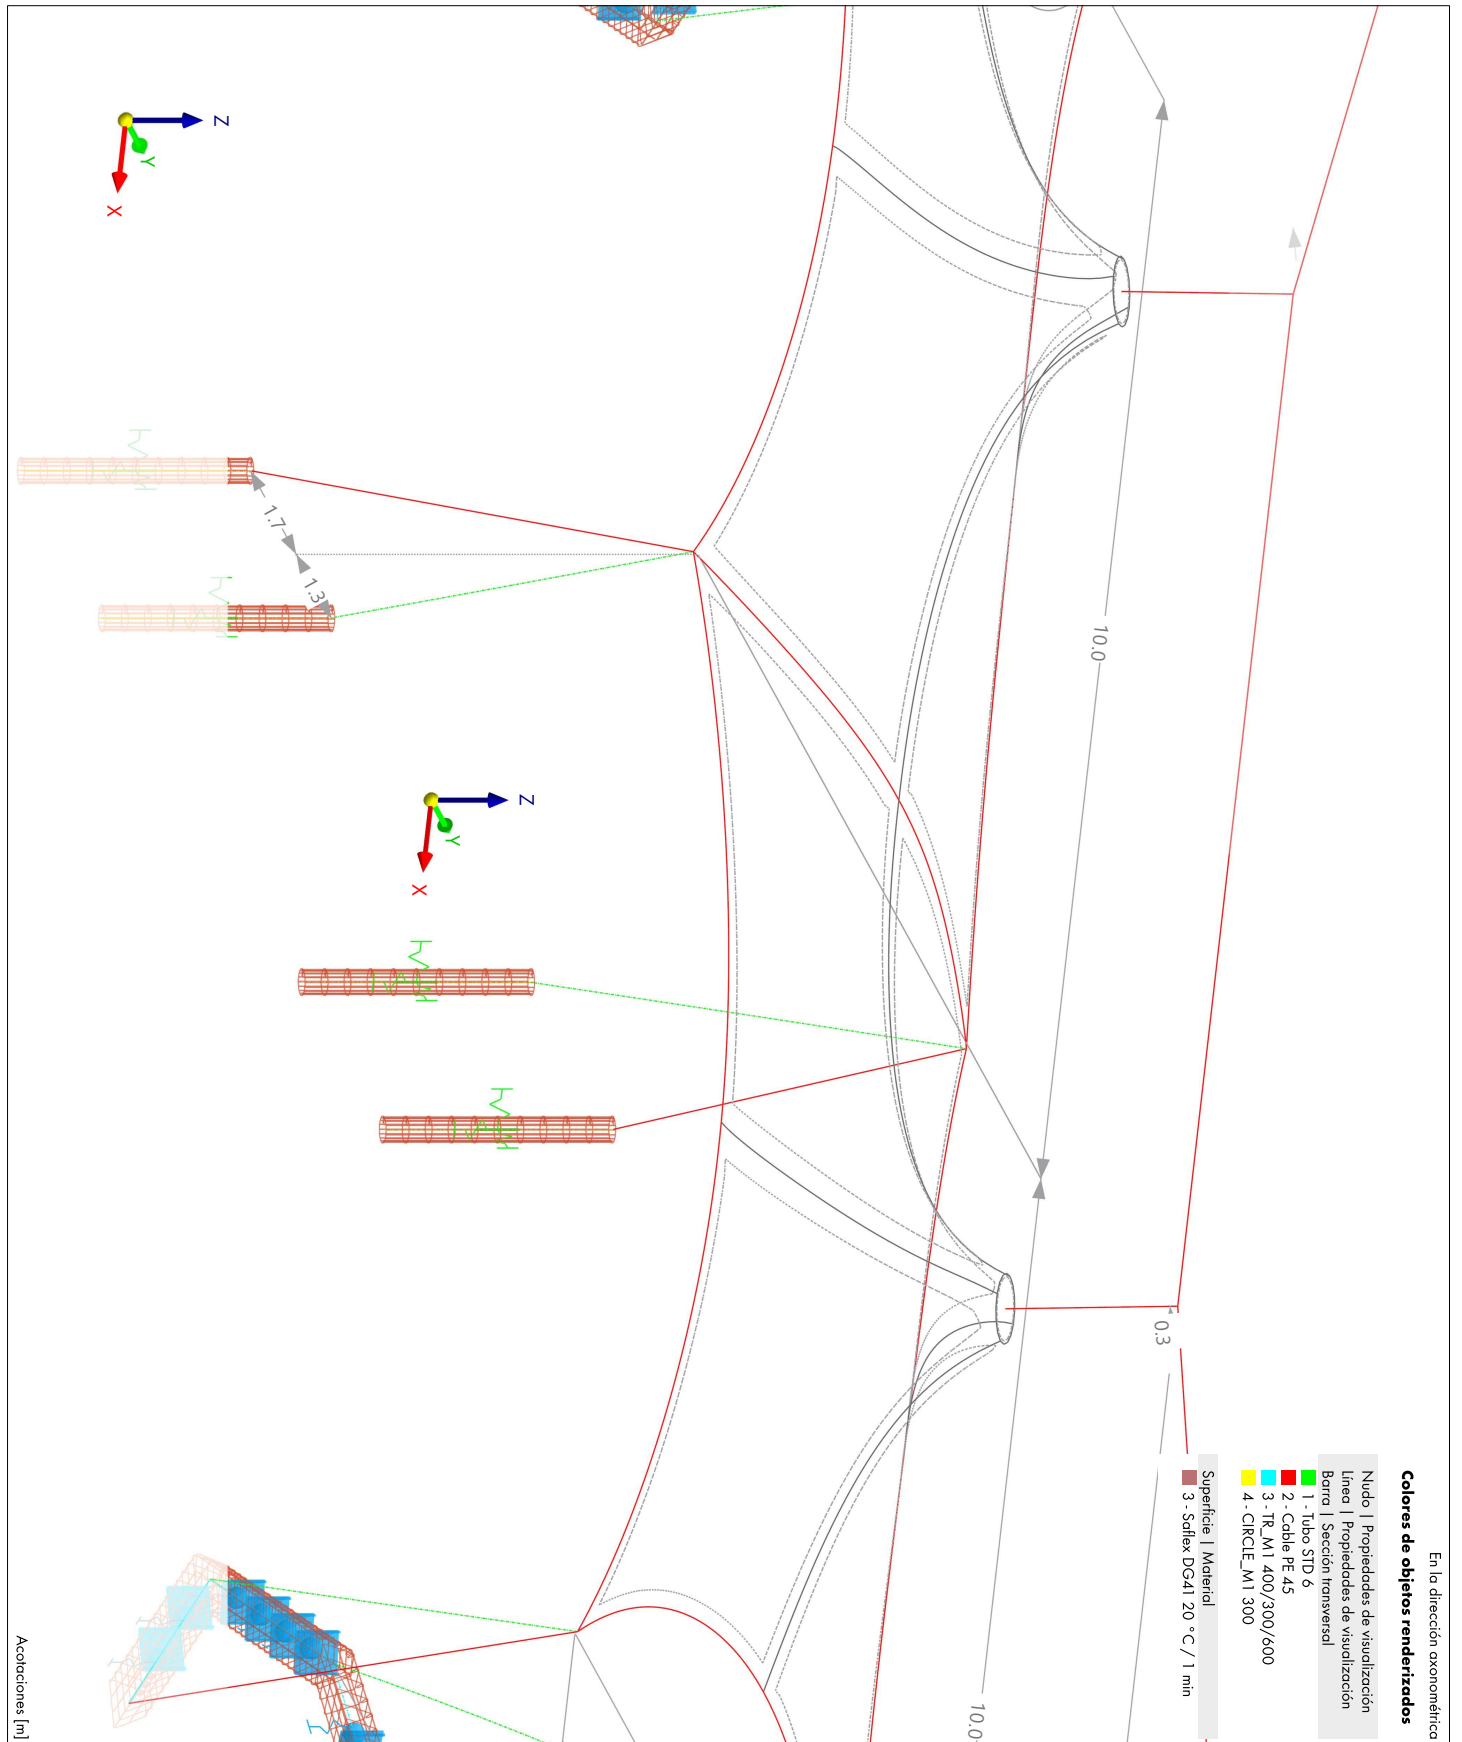 En la dirección axonométrica
Colores de objetos renderizados
Nudo | Propiedades de visualización
Línea | Propiedades de visualización
Barra | Sección transversal
1 - Tubo STD 6
2 - Cable PE 45
3 - TR_M1 400/300/600
4 - CIRCLE_M1 300
Superficie | Material
3 - Saflex DG41 20 °C / 1 min
0.3
10.0
10.0
Z
Y
X
1.7
1.3
Z
Y
X
Acotaciones [m]